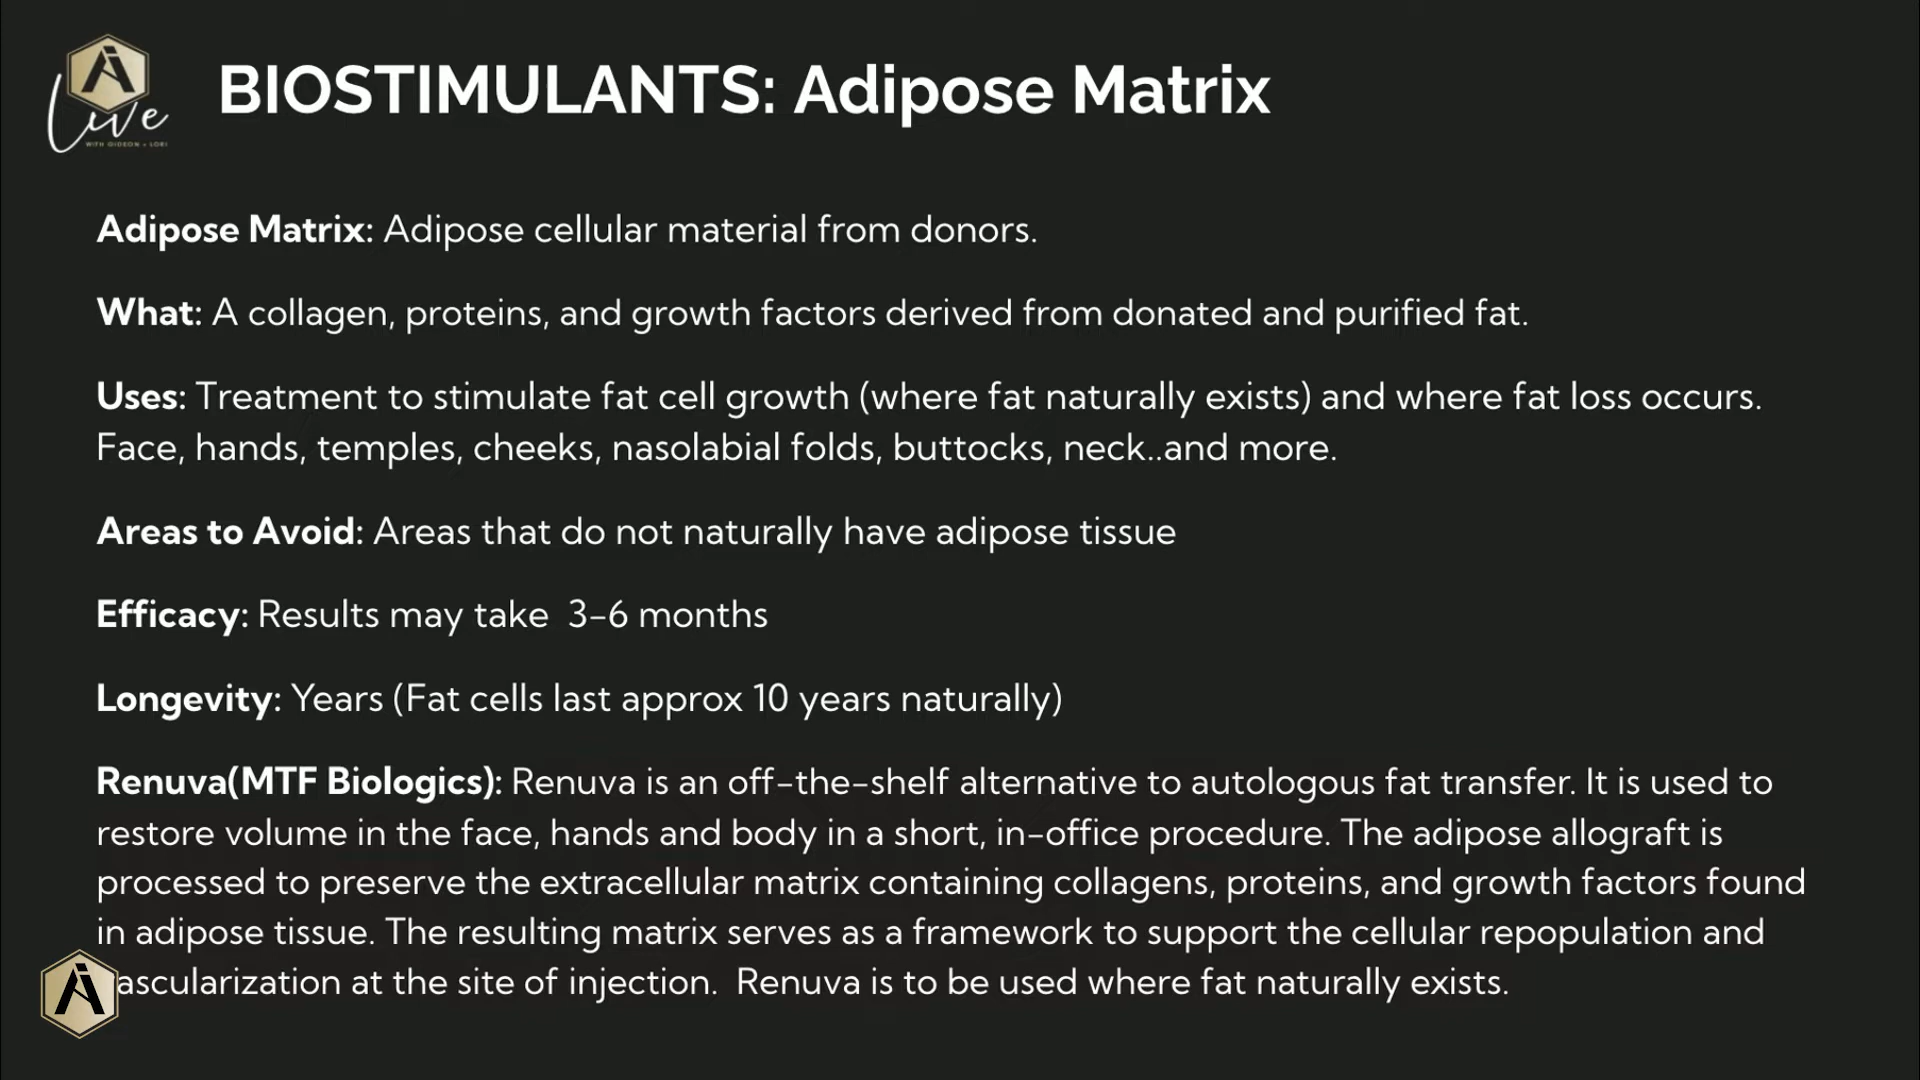 Live
WITH GIDEON + LORI
BIOSTIMULANTS: Adipose Matrix
Adipose Matrix: Adipose cellular material from donors.
What: A collagen, proteins, and growth factors derived from donated and purified fat.
Uses: Treatment to stimulate fat cell growth (where fat naturally exists) and where fat loss occurs.
Face, hands, temples, cheeks, nasolabial folds, buttocks, neck..and more.
Areas to Avoid: Areas that do not naturally have adipose tissue
Efficacy: Results may take  3-6 months
Longevity: Years (Fat cells last approx 10 years naturally)
Renuva(MTF Biologics): Renuva is an off-the-shelf alternative to autologous fat transfer. It is used to
restore volume in the face, hands and body in a short, in-office procedure. The adipose allograft is
processed to preserve the extracellular matrix containing collagens, proteins, and growth factors found
in adipose tissue. The resulting matrix serves as a framework to support the cellular repopulation and
ascularization at the site of injection.  Renuva is to be used where fat naturally exists.